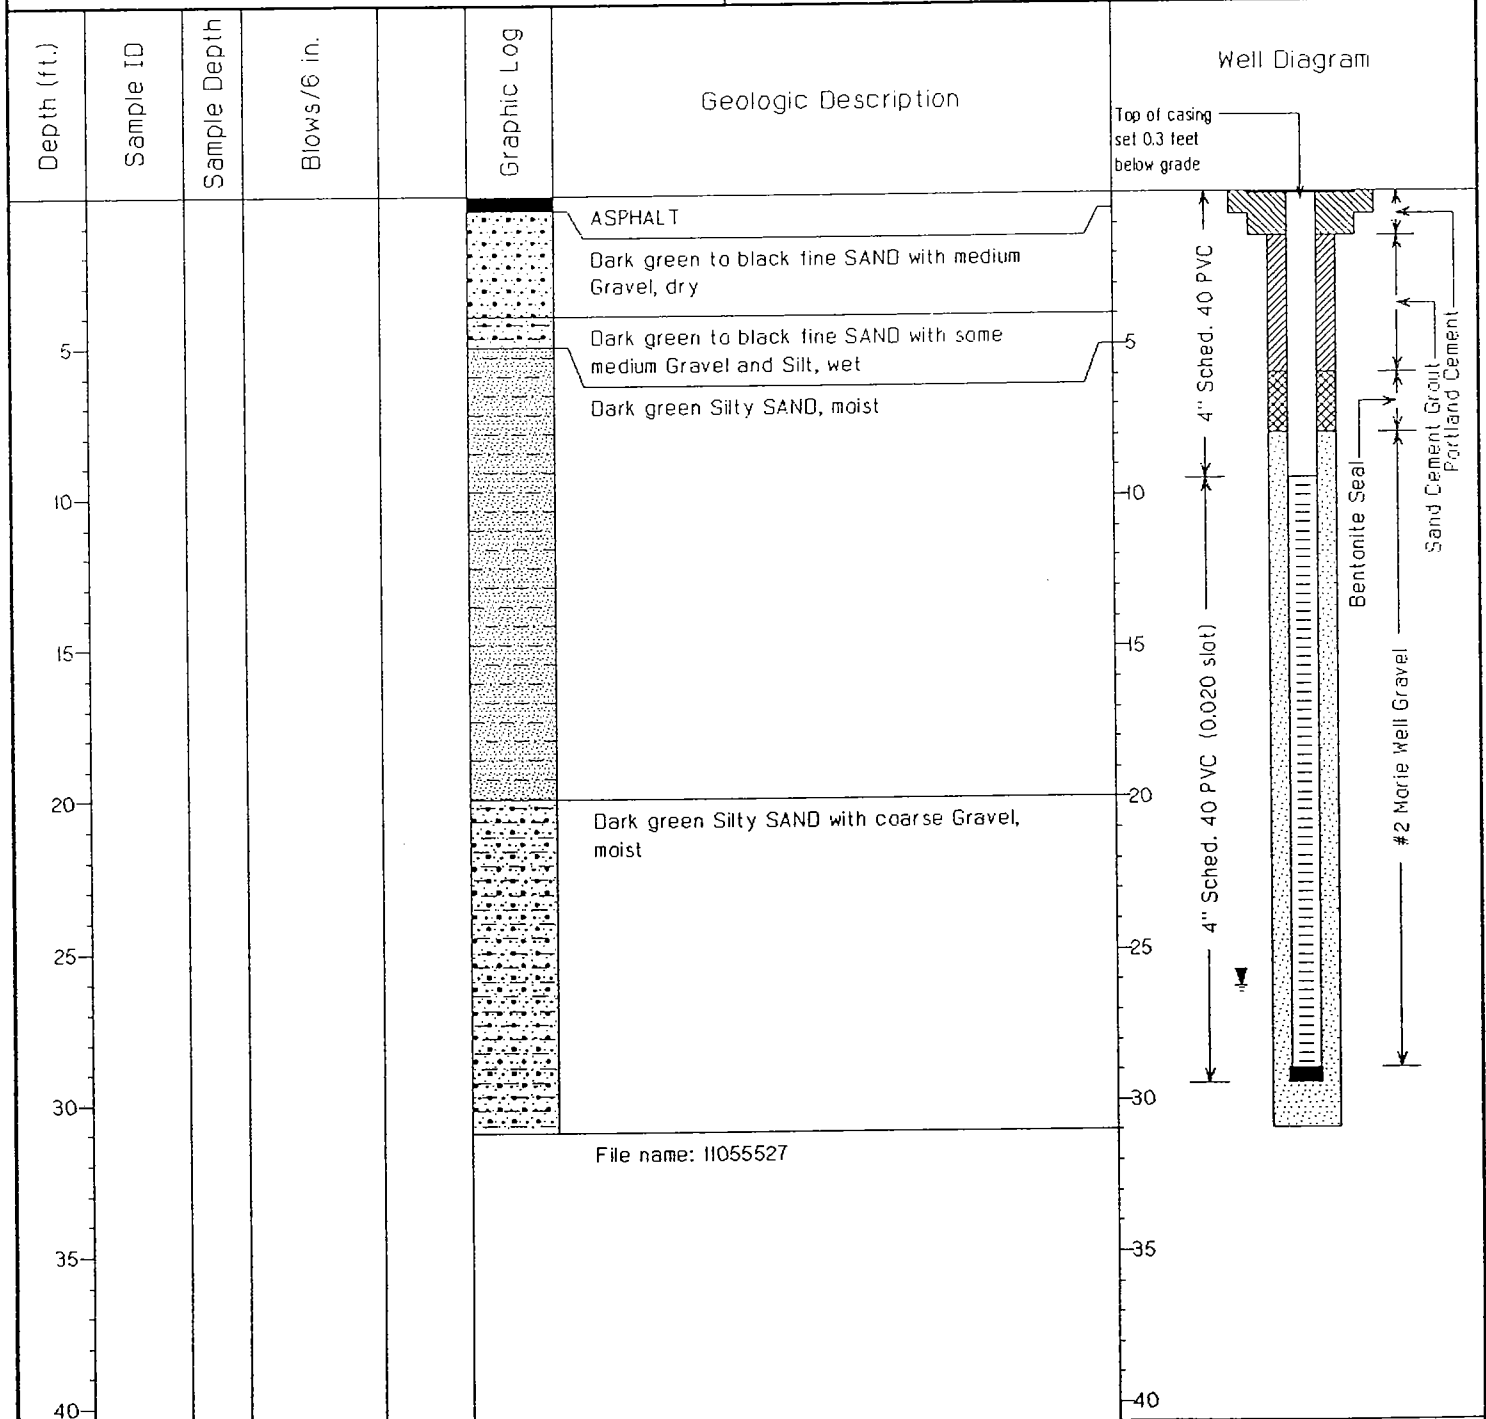 Depth (ft.)
Sample ID
Sample Depth
Blows/6 in.
Graphic Log
Geologic Description
Well Diagram
Top of casing
set 0.3 feet
below grade
ASPHALT
Dark green to black fine SAND with medium
Gravel, dry
Dark green to black fine SAND with some
medium Gravel and Silt, wet
Dark green Silty SAND, moist
Dark green Silty SAND with coarse Gravel,
moist
File name: 11055527
5
10
15
20
25
30
35
40
5
10
15
20
25
30
35
40
4" Sched. 40 PVC
4" Sched. 40 PVC (0.020 slot)
Bentonite Seal
#2 Morie Well Gravel
Sand Cement Grout
Portland Cement